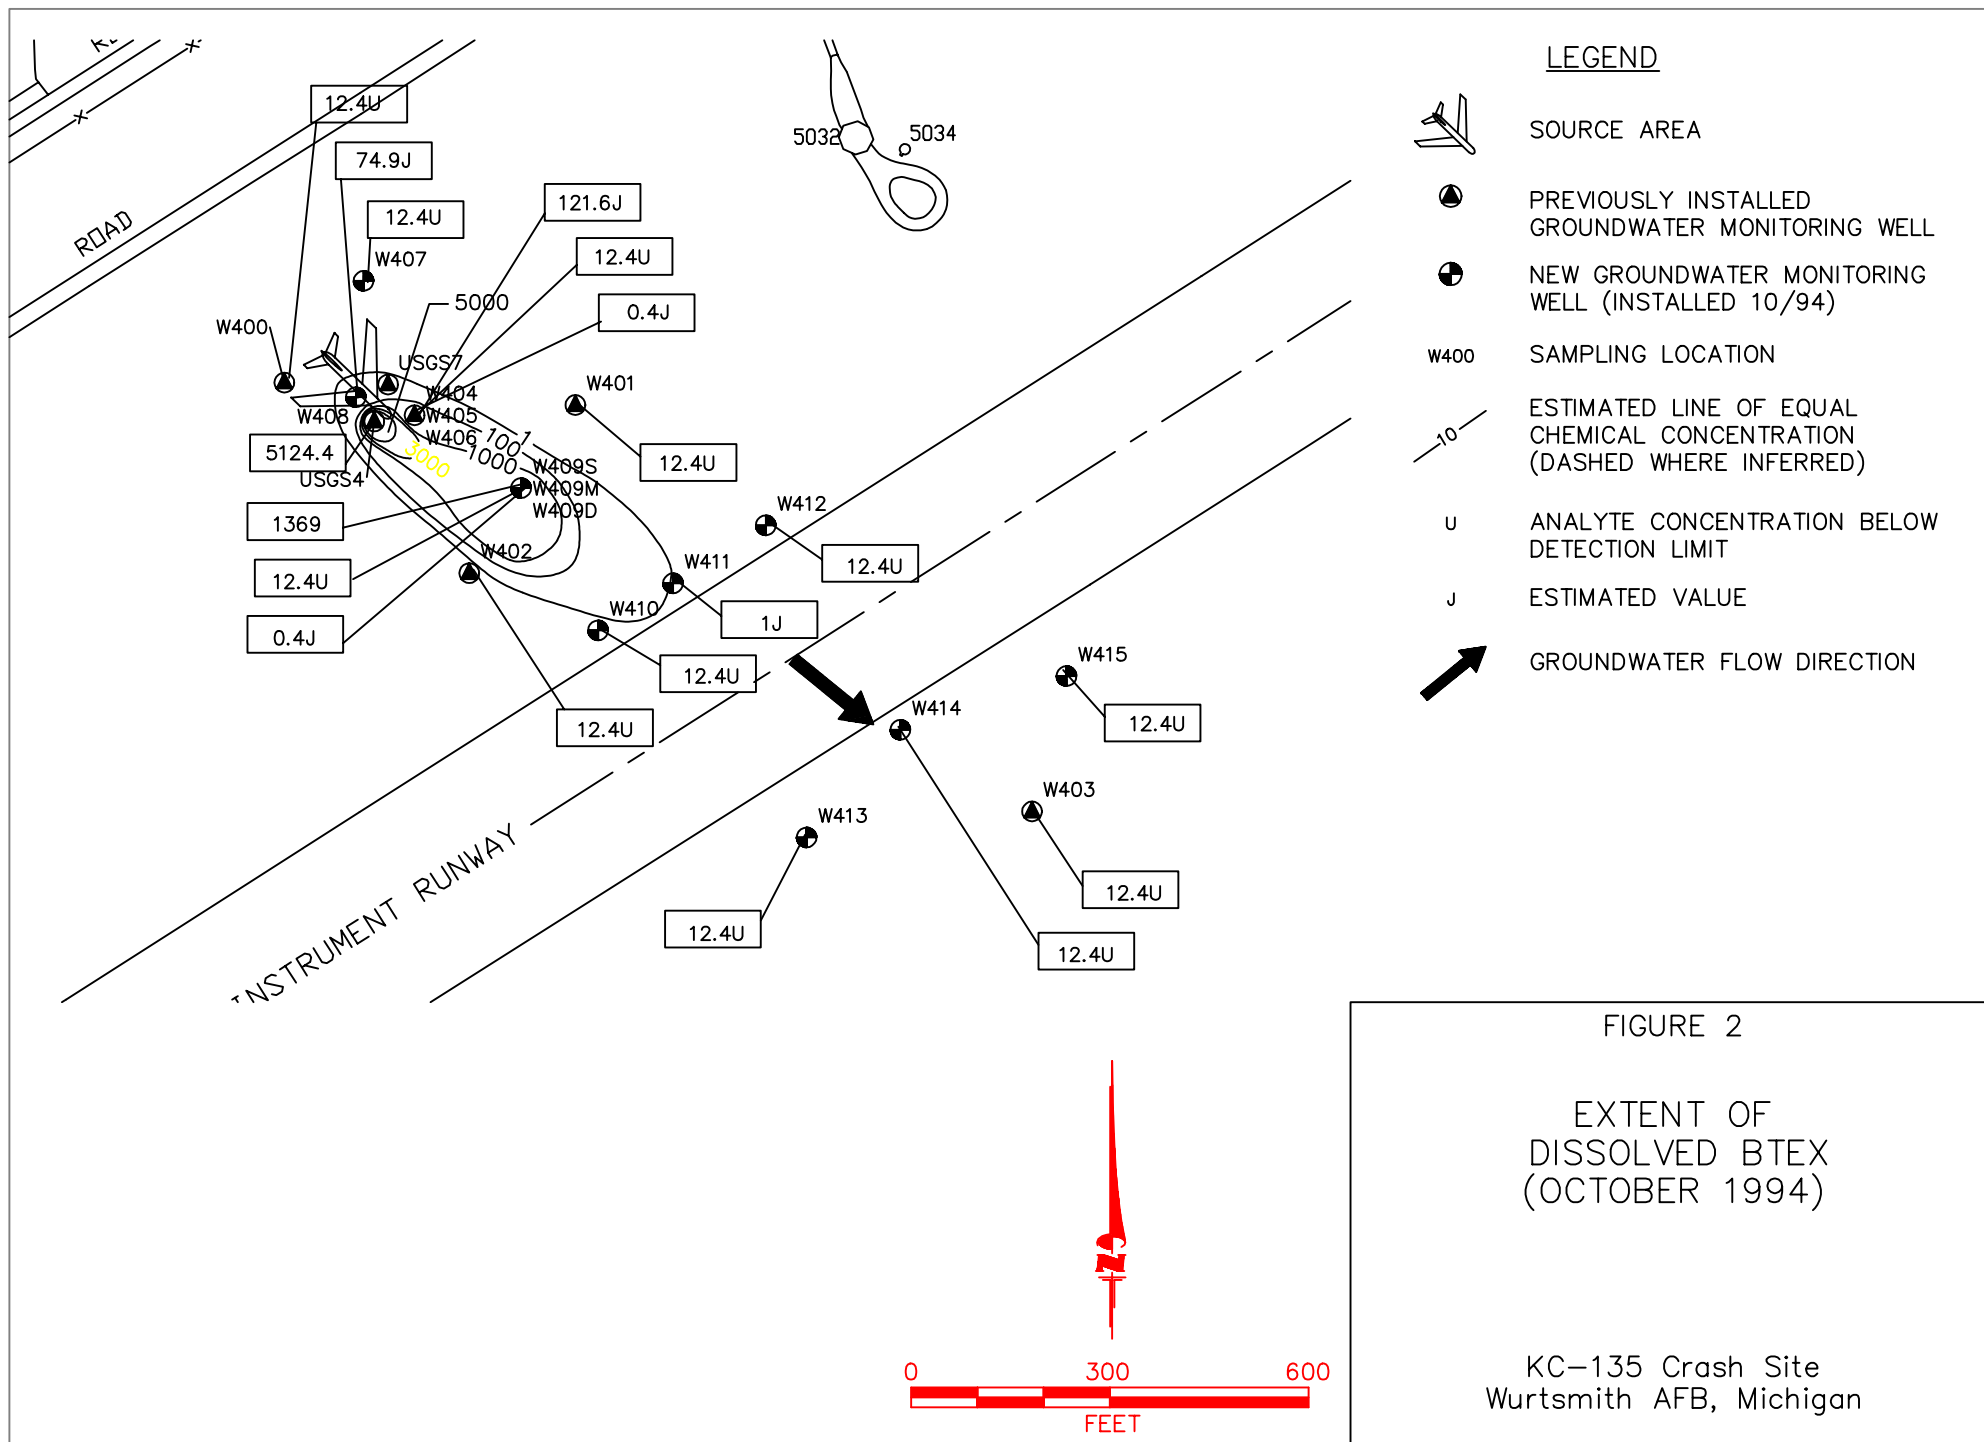 12.4U
74.9J
12.4U
121.6J
12.4U
0.4J
ROAD
W407
5000
W400
USGS7
W404
W405
W406
W401
W408
1
100
1000
3000
5124.4
USGS4
12.4U
W409S
W409M
W409D
1369
12.4U
0.4J
W402
W412
12.4U
W411
1J
W410
12.4U
12.4U
W415
12.4U
W414
W403
W413
12.4U
12.4U
12.4U
INSTRUMENT RUNWAY
5032
5034
LEGEND
SOURCE AREA
PREVIOUSLY INSTALLED
GROUNDWATER MONITORING WELL
NEW GROUNDWATER MONITORING
WELL (INSTALLED 10/94)
W400 SAMPLING LOCATION
10 ESTIMATED LINE OF EQUAL
CHEMICAL CONCENTRATION
(DASHED WHERE INFERRED)
U ANALYTE CONCENTRATION BELOW
DETECTION LIMIT
J ESTIMATED VALUE
GROUNDWATER FLOW DIRECTION
N
0 300 600
FEET
FIGURE 2
EXTENT OF
DISSOLVED BTEX
(OCTOBER 1994)
KC-135 Crash Site
Wurtsmith AFB, Michigan